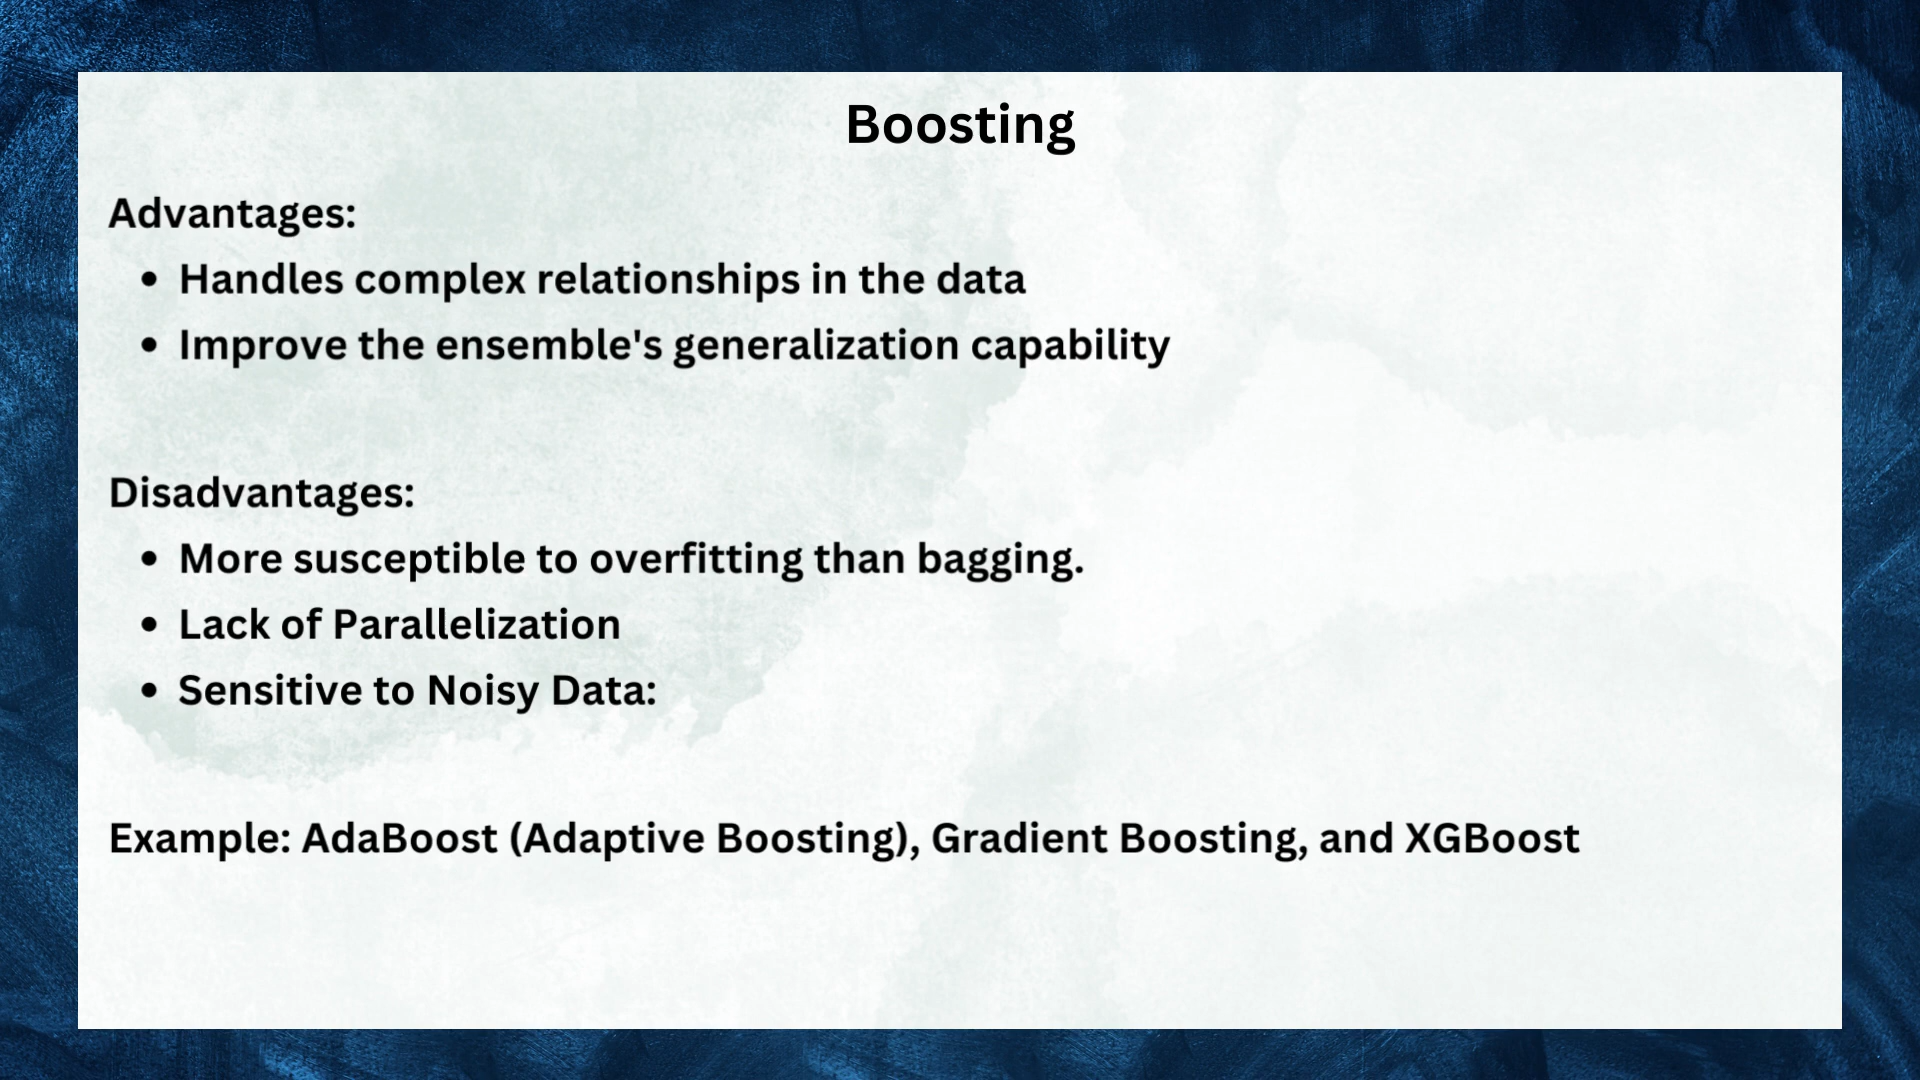 Boosting
Advantages:
• Handles complex relationships in the data
• Improve the ensemble's generalization capability
Disadvantages:
• More susceptible to overfitting than bagging.
• Lack of Parallelization
• Sensitive to Noisy Data:
Example: AdaBoost (Adaptive Boosting), Gradient Boosting, and XGBoost